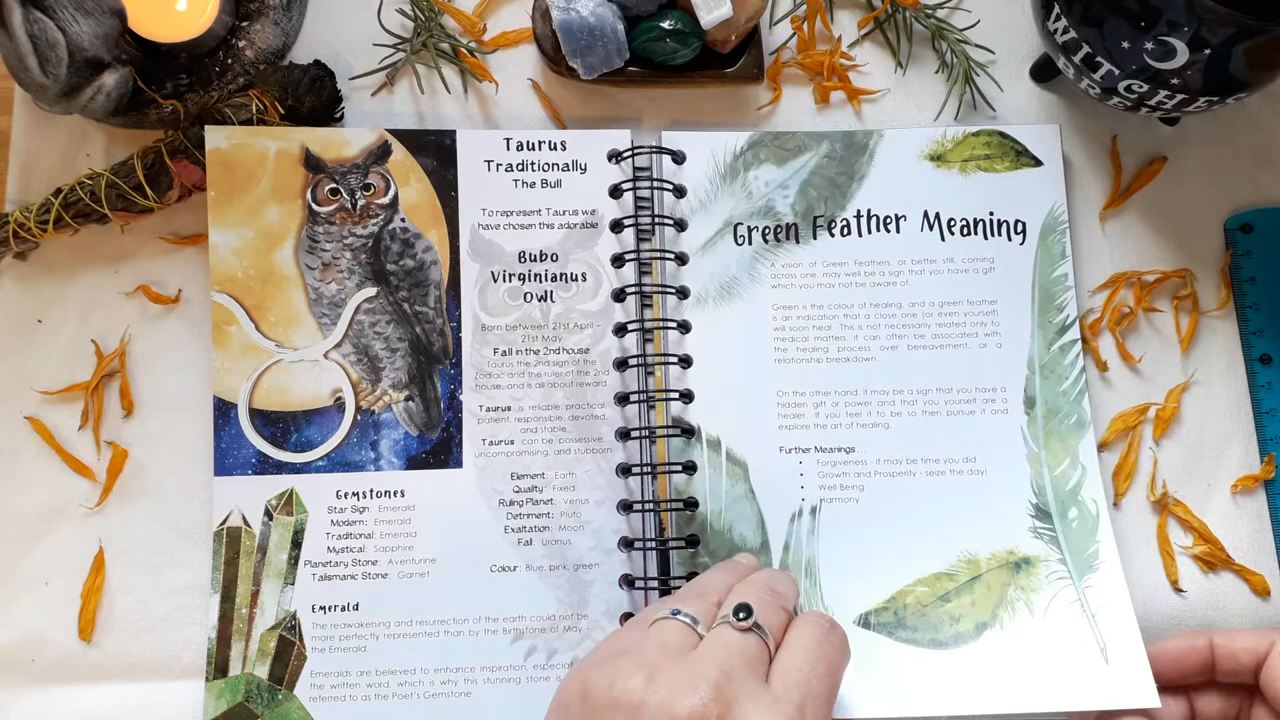 WITCHES
BREW
Taurus
Traditionally
The Bull
To represent Taurus we
have chosen this adorable
Bubo
Virginianus
OWL
Born between 21st April –
21st May
Fall in the 2nd house
Taurus the 2nd sign of the
Zodiac and the ruler of the 2nd
house, and is all about reward.
Taurus is reliable, practical,
patient, responsible, devoted,
and stable.
Taurus can be possessive,
uncompromising, and stubborn
Element: Earth
Quality: Fixed
Ruling Planet: Venus
Detriment: Pluto
Exaltation: Moon
Fall: Uranus
Colour: Blue, pink, green
Gemstones
Star Sign: Emerald
Modern: Emerald
Traditional: Emerald
Mystical: Sapphire
Planetary Stone: Aventurine
Talismanic Stone: Garnet
Emerald
The reawakening and resurrection of the earth could not be
more perfectly represented than by the Birthstone of May -
the Emerald.
Emeralds are believed to enhance inspiration, especially
the written word, which is why this stunning stone is
referred to as the Poet's Gemstone.
Green Feather Meaning
A vision of Green Feathers, or better still, coming
across one, may well be a sign that you have a gift
which you may not be aware of.
Green is the colour of healing, and a green feather
is an indication that a close one (or even yourself)
will soon heal. This is not necessarily related only to
medical matters, it can often be associated with
the healing process over bereavement, or a
relationship breakdown.
On the other hand, it may be a sign that you have a
hidden gift or power and that you yourself are a
healer. If you feel it to be so then pursue it and
explore the art of healing.
Further Meanings…
• Forgiveness - it may be time you did
• Growth and Prosperity - seize the day!
• Well Being
• Harmony